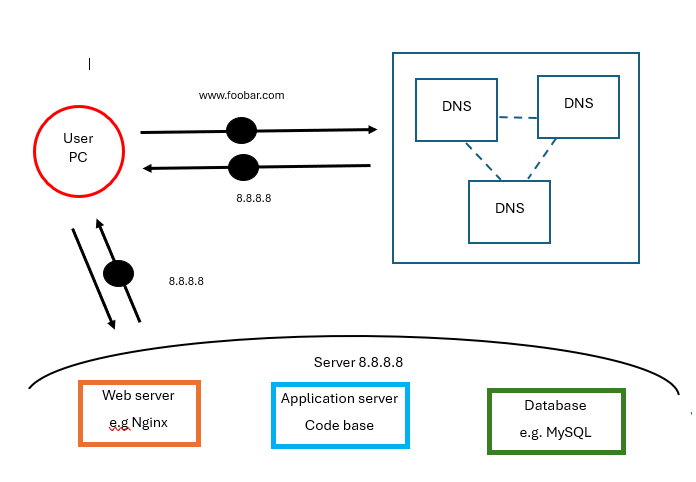 www.foobar.com
User
PC
DNS
DNS
DNS
8.8.8.8
8.8.8.8
Server 8.8.8.8
Web server
e.g Nginx
Application server
Code base
Database
e.g. MySQL